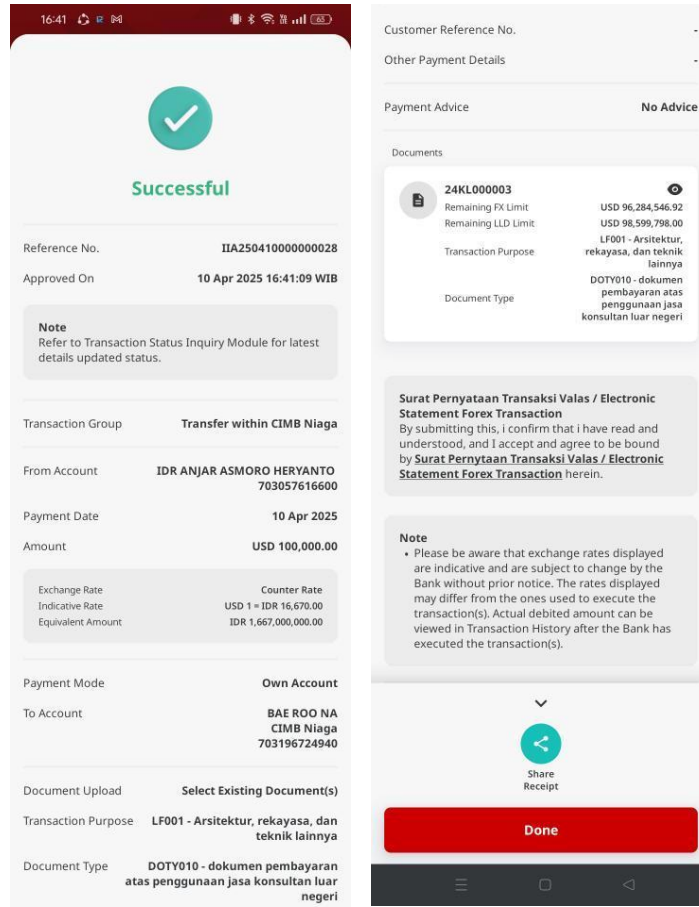 16:41
65
Successful
Reference No. IIA250410000000028
Approved On 10 Apr 2025 16:41:09 WIB
Note
Refer to Transaction Status Inquiry Module for latest
details updated status.
Transaction Group Transfer within CIMB Niaga
From Account IDR ANJAR ASMORO HERYANTO
703057616600
Payment Date 10 Apr 2025
Amount USD 100,000.00
Exchange Rate Counter Rate
Indicative Rate USD 1 = IDR 16,670.00
Equivalent Amount IDR 1,667,000,000.00
Payment Mode Own Account
To Account BAE ROO NA
CIMB Niaga
703196724940
Document Upload Select Existing Document(s)
Transaction Purpose LF001 - Arsitektur, rekayasa, dan
teknik lainnya
Document Type DOTY010 - dokumen pembayaran
atas penggunaan jasa konsultan luar
negeri
Customer Reference No. -
Other Payment Details -
Payment Advice No Advice
Documents
24KL000003
Remaining FX Limit USD 96,284,546.92
Remaining LLD Limit USD 98,599,798.00
Transaction Purpose LF001 - Arsitektur,
rekayasa, dan teknik
lainnya
Document Type DOTY010 - dokumen
pembayaran atas
penggunaan jasa
konsultan luar negeri
Surat Pernyataan Transaksi Valas / Electronic
Statement Forex Transaction
By submitting this, i confirm that i have read and
understood, and I accept and agree to be bound
by Surat Pernytaan Transaksi Valas / Electronic
Statement Forex Transaction herein.
Note
• Please be aware that exchange rates displayed
are indicative and are subject to change by the
Bank without prior notice. The rates displayed
may differ from the ones used to execute the
transaction(s). Actual debited amount can be
viewed in Transaction History after the Bank has
executed the transaction(s).
Share
Receipt
Done